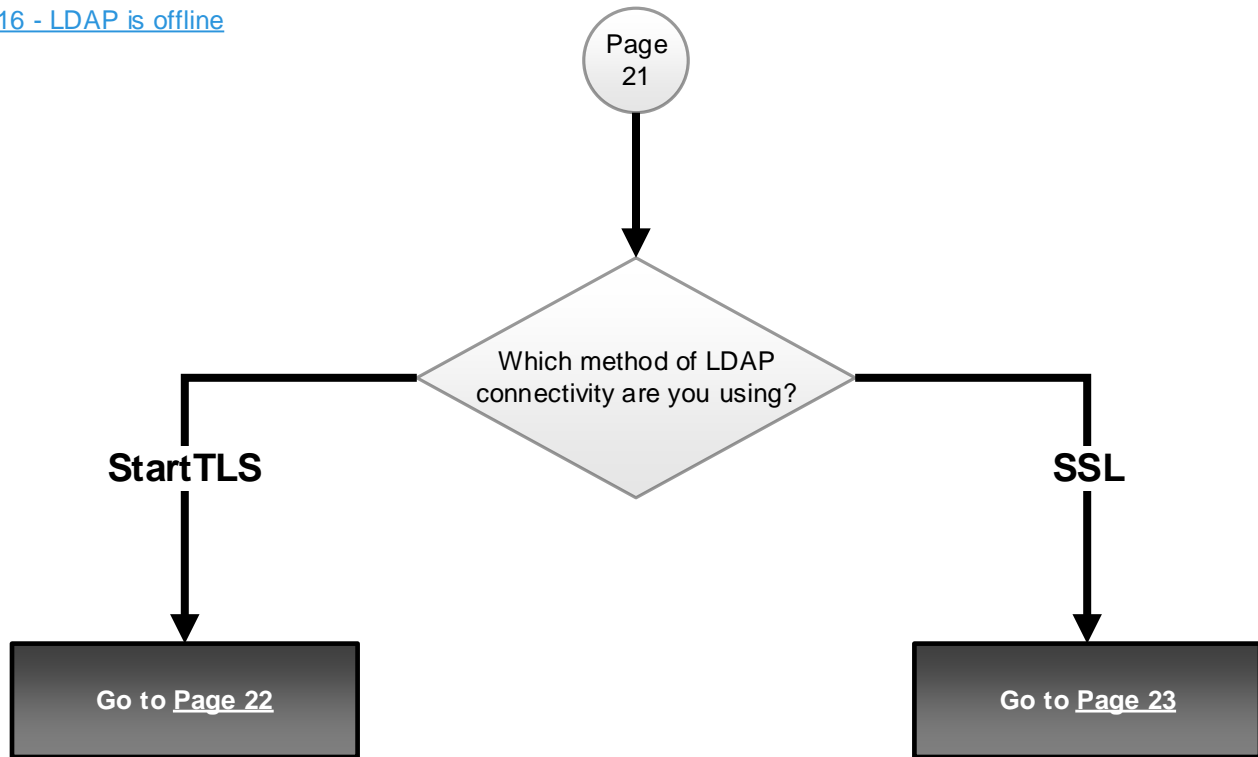 16 - LDAP is offline
Page
21
Which method of LDAP
connectivity are you using?
StartTLS
SSL
Go to Page 22
Go to Page 23